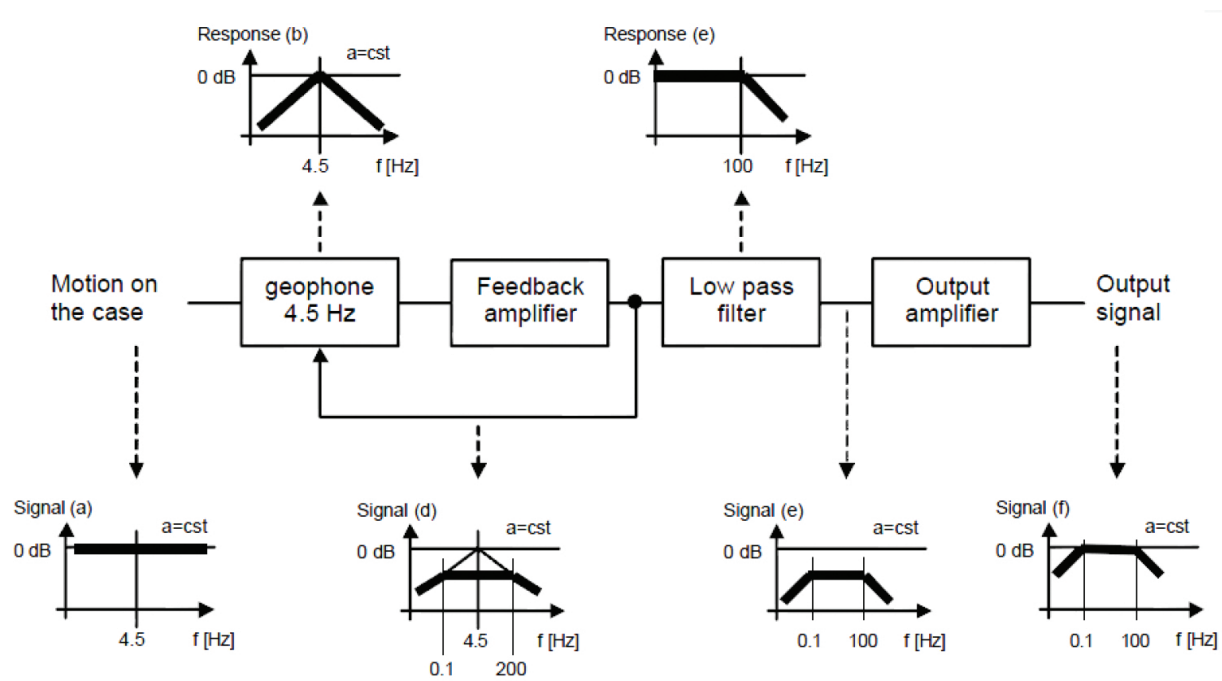 Response (b)
a=cst
0 dB
4.5
f [Hz]
Response (e)
0 dB
100
f [Hz]
Motion on
the case
geophone
4.5 Hz
Feedback
amplifier
Low pass
filter
Output
amplifier
Output
signal
Signal (a)
a=cst
0 dB
4.5
f [Hz]
Signal (d)
a=cst
0 dB
4.5
f [Hz]
0.1
200
Signal (e)
a=cst
0 dB
0.1
100
f [Hz]
Signal (f)
a=cst
0 dB
0.1
100
f [Hz]